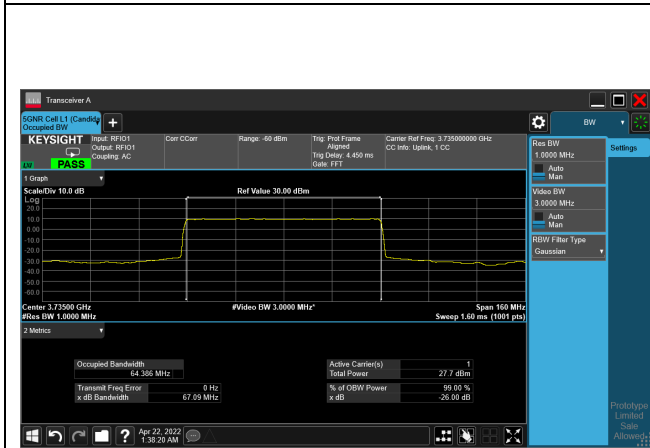 Transceiver A
5GNR Cell L1 (Candida
Occupied BW
BW
KEYSIGHT
Input: RFIO1
Output: RFIO1
Coupling: AC
Corr CCorr
Range: -60 dBm
Trig: Prot Frame
Aligned
Trig Delay: 4.450 ms
Gate: FFT
Carrier Ref Freq: 3.735000000 GHz
CC Info: Uplink, 1 CC
LXI
PASS
Res BW
1.0000 MHz
Auto
Man
Settings
Video BW
3.0000 MHz
Auto
Man
RBW Filter Type
Gaussian
1 Graph
Scale/Div 10.0 dB
Ref Value 30.00 dBm
Log
20.0
10.0
0.00
-10.0
-20.0
-30.0
-40.0
-50.0
-60.0
Center 3.73500 GHz
#Video BW 3.0000 MHz*
Span 160 MHz
#Res BW 1.0000 MHz
Sweep 1.60 ms (1001 pts)
2 Metrics
Occupied Bandwidth
64.386 MHz
Active Carrier(s) 1
Total Power 27.7 dBm
Transmit Freq Error 0 Hz
x dB Bandwidth 67.09 MHz
% of OBW Power 99.00 %
x dB -26.00 dB
Apr 22, 2022
1:38:20 AM
Prototype
Limited
Sale
Allowed